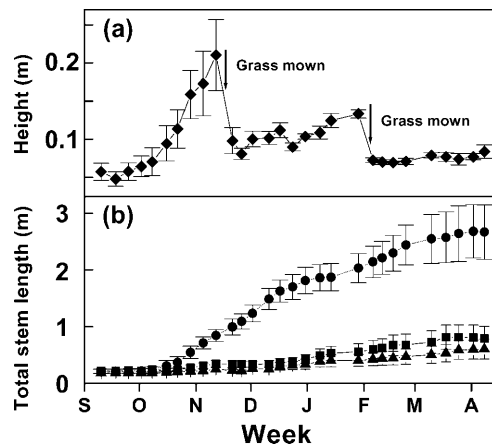 (a)
Height (m)
0.2
0.1
Grass mown
Grass mown
(b)
Total stem length (m)
3
2
1
0
S O N D J F M A
Week